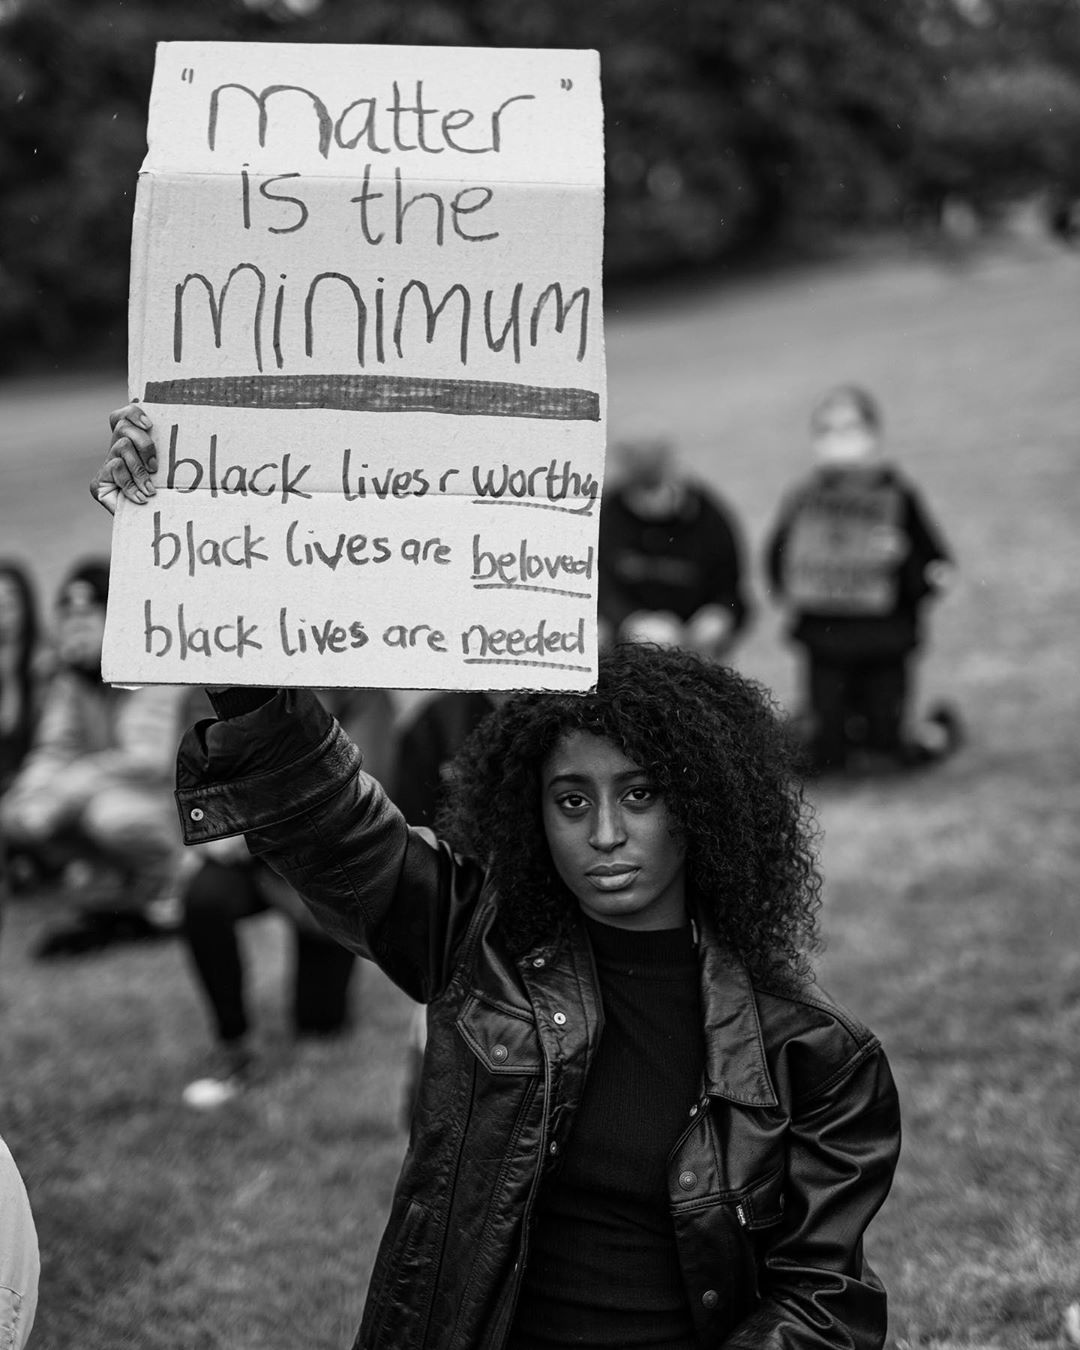 "Matter"
is the
minimum
black lives r worthy
black lives are beloved
black lives are needed